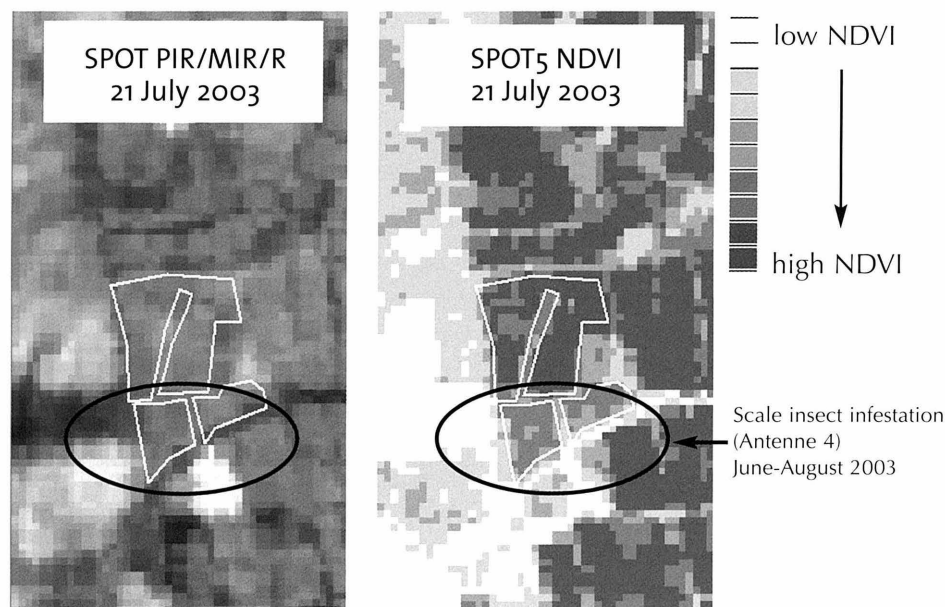 SPOT PIR/MIR/R
21 July 2003
SPOT5 NDVI
21 July 2003
low NDVI
high NDVI
Scale insect infestation
(Antenne 4)
June-August 2003